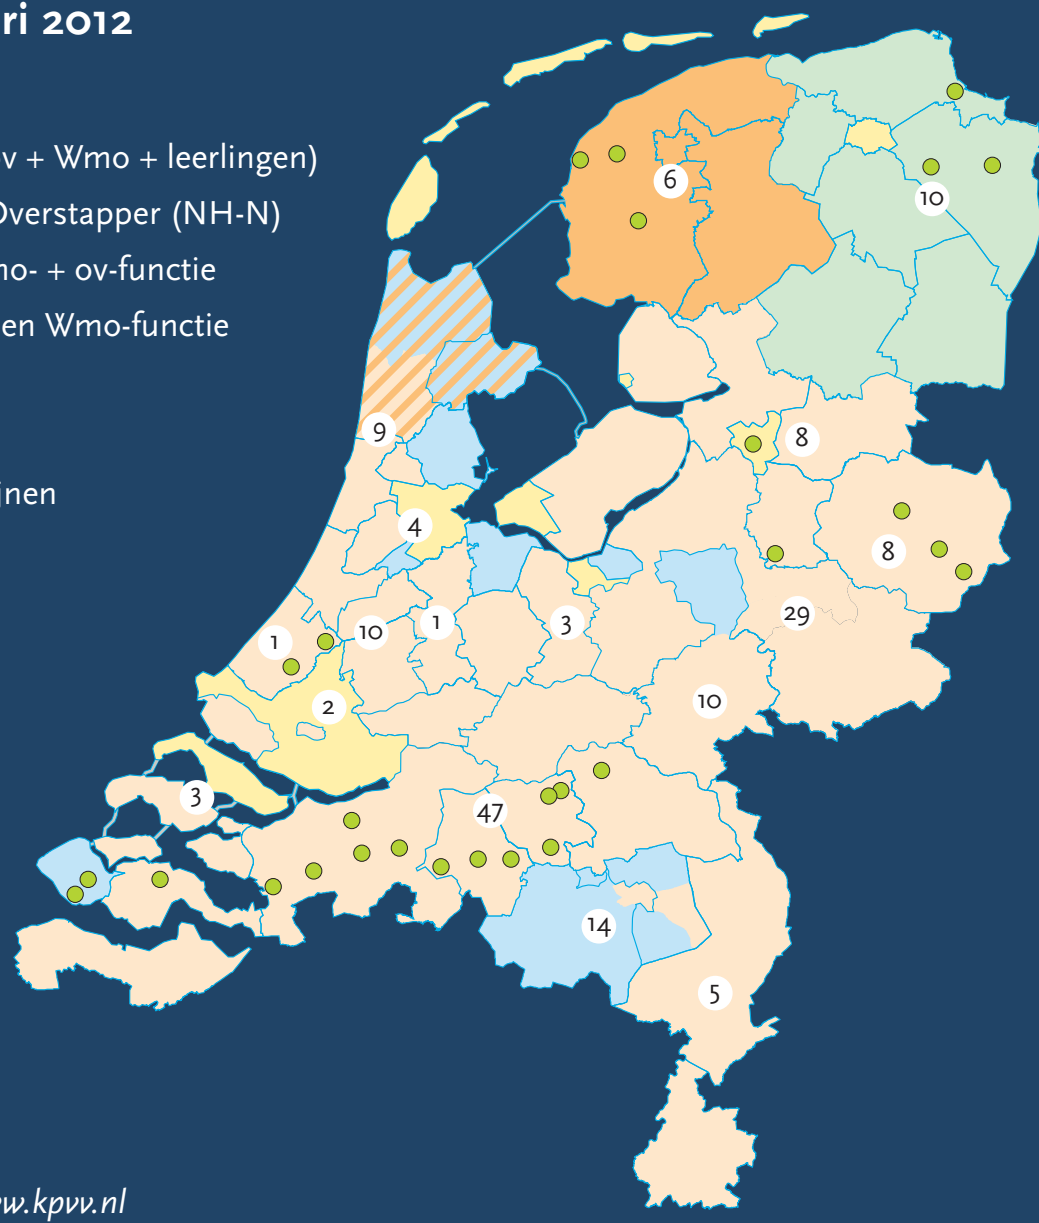 ri 2012
v + Wmo + leerlingen)
Overstapper (NH-N)
no- + ov-functie
en Wmo-functie
jnen
6
10
9
8
4
8
29
1
10
1
3
10
2
3
47
14
5
w.kpvv.nl